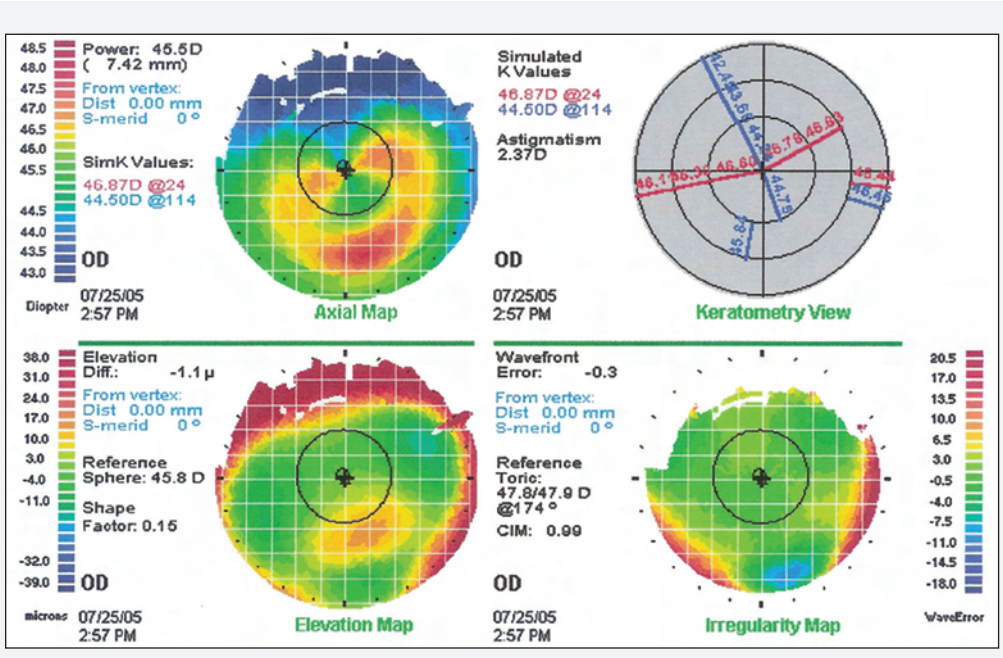 48.5
48.0
47.5
47.0
46.5
46.0
45.5
44.5
44.0
43.5
43.0
Diopter
Power: 45.5D
( 7.42 mm)
From vertex:
Dist 0.00 mm
S-merid 0°
SimK Values:
46.87D @24
44.50D @114
OD
07/25/05
2:57 PM
Axial Map
Simulated
K Values
46.87D @24
44.50D @114
Astigmatism
2.37D
OD
07/25/05
2:57 PM
46.83
46.60
44.75
Keratometry View
38.0
31.0
24.0
17.0
10.0
3.0
-4.0
-11.0
-32.0
-39.0
microns
Elevation
Diff.: -1.1 µ
From vertex:
Dist 0.00 mm
S-merid 0°
Reference
Sphere: 45.8 D
Shape
Factor: 0.15
OD
07/25/05
2:57 PM
Elevation Map
Wavefront
Error: -0.3
From vertex:
Dist 0.00 mm
S-merid 0°
Reference
Toric:
47.8/47.9 D
@174°
CIM: 0.99
OD
07/25/05
2:57 PM
Irregularity Map
20.5
17.0
13.5
10.0
6.5
3.0
-0.5
-4.0
-7.5
-11.0
-14.5
-18.0
WaveError